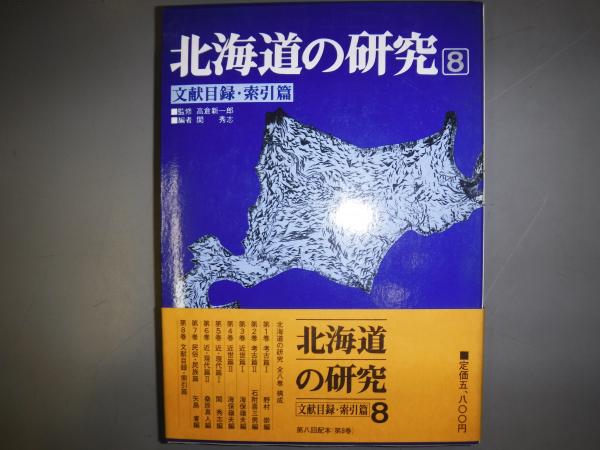 北海道の研究 8
文献目録・索引篇
■監修 高倉新一郎
■編者 関 秀志
北海道
の研究
文献目録・索引篇 8
第八回配本(第8巻)
■定価五、八〇〇円
北海道の研究 全八巻 構成
第1巻 考古篇Ⅰ 野村 崇編
第2巻 考古篇Ⅱ 石附喜三男編
第3巻 近世篇Ⅰ 海保嶺夫編
第4巻 近世篇Ⅱ 海保嶺夫編
第5巻 近・現代篇Ⅰ 関 秀志編
第6巻 近・現代篇Ⅱ 桑原真人編
第7巻 民俗・民族篇 矢島 睿編
第8巻 文献目録・索引篇